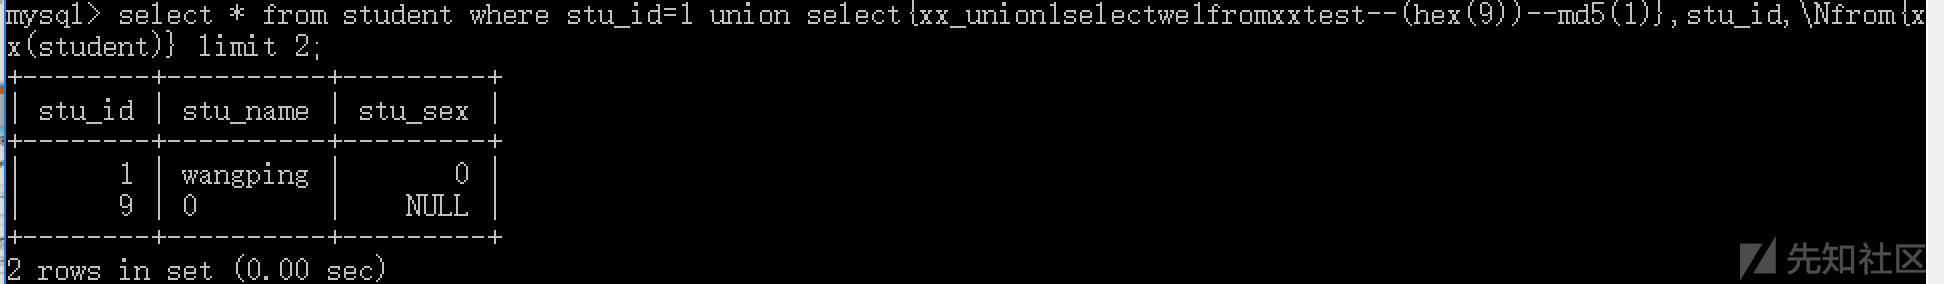 mysql> select * from student where stu_id=1 union select{xx_union1selectwe1fromxxtest--(hex(9))--md5(1)},stu_id,\Nfrom{x
x(student)} limit 2;
+--------+----------+---------+
| stu_id | stu_name | stu_sex |
+--------+----------+---------+
|      1 | wangping |       0 |
|      9 | 0        |    NULL |
+--------+----------+---------+
2 rows in set (0.00 sec)
先知社区